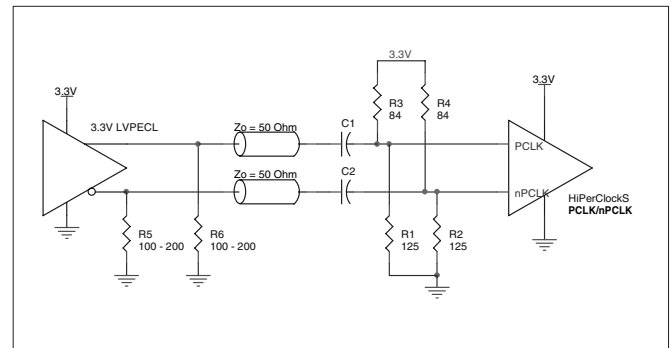 3.3V
3.3V
R3
84
R4
84
3.3V
3.3V LVPECL
Zo = 50 Ohm
C1
PCLK
Zo = 50 Ohm
C2
nPCLK
HiPerClockS
PCLK/nPCLK
R5
100 - 200
R6
100 - 200
R1
125
R2
125